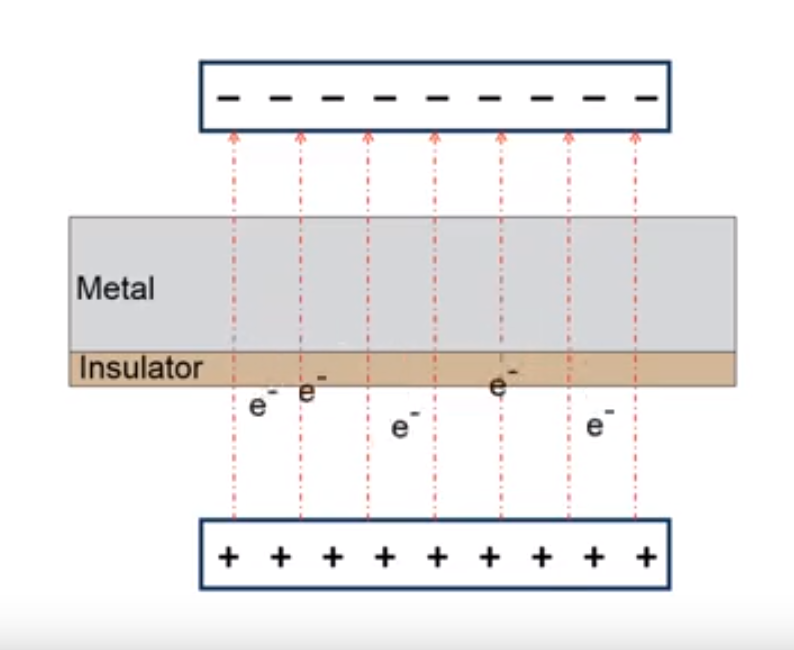 − − − − − − − − −
Metal
Insulator
e⁻ e⁻ e⁻ e⁻ e⁻
+ + + + + + + + +